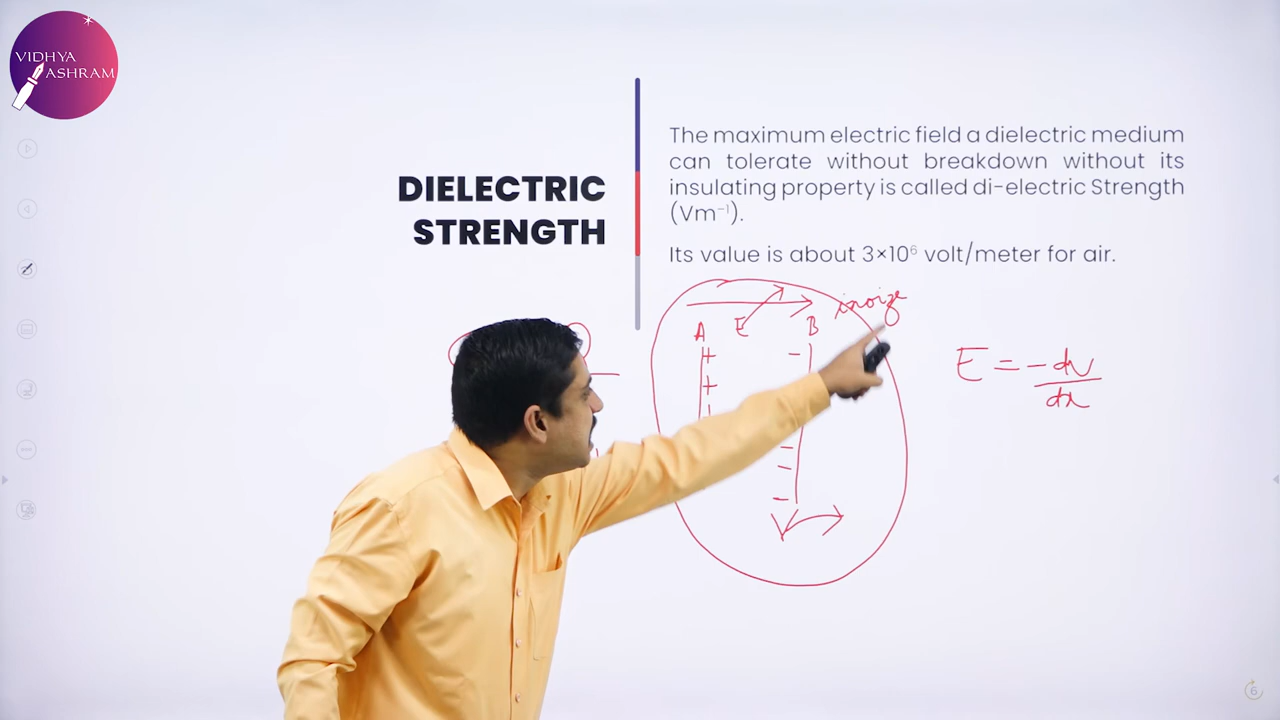 VIDHYA
ASHRAM
DIELECTRIC
STRENGTH
The maximum electric field a dielectric medium
can tolerate without breakdown without its
insulating property is called di-electric Strength
(Vm⁻¹).
Its value is about 3×10⁶ volt/meter for air.
A E B
+ −
+
E = −dv/dx
−
−
−
V
6